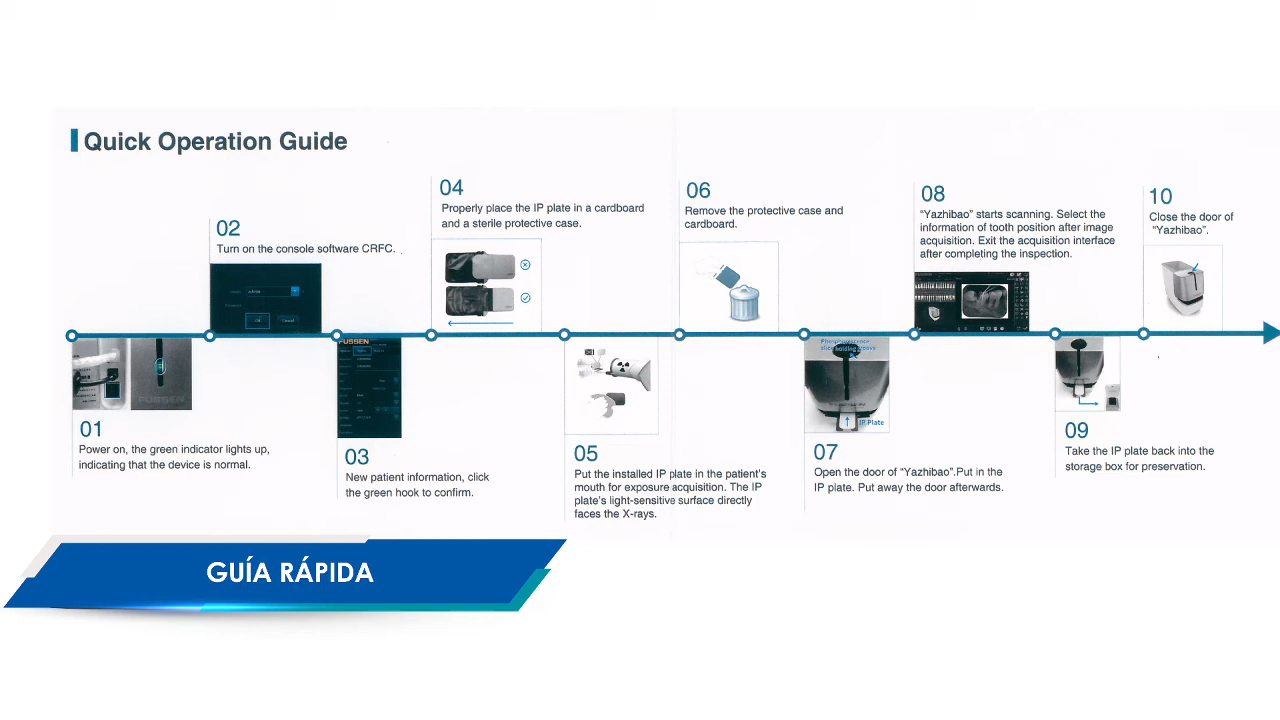 Quick Operation Guide
01
Power on, the green indicator lights up,
indicating that the device is normal.
FUSSEN
02
Turn on the console software CRFC.
03
New patient information, click
the green hook to confirm.
FUSSEN
04
Properly place the IP plate in a cardboard
and a sterile protective case.
05
Put the installed IP plate in the patient's
mouth for exposure acquisition. The IP
plate's light-sensitive surface directly
faces the X-rays.
06
Remove the protective case and
cardboard.
07
Open the door of “Yazhibao”.Put in the
IP plate. Put away the door afterwards.
IP Plate
08
“Yazhibao” starts scanning. Select the
information of tooth position after image
acquisition. Exit the acquisition interface
after completing the inspection.
09
Take the IP plate back into the
storage box for preservation.
10
Close the door of
“Yazhibao”.
GUÍA RÁPIDA